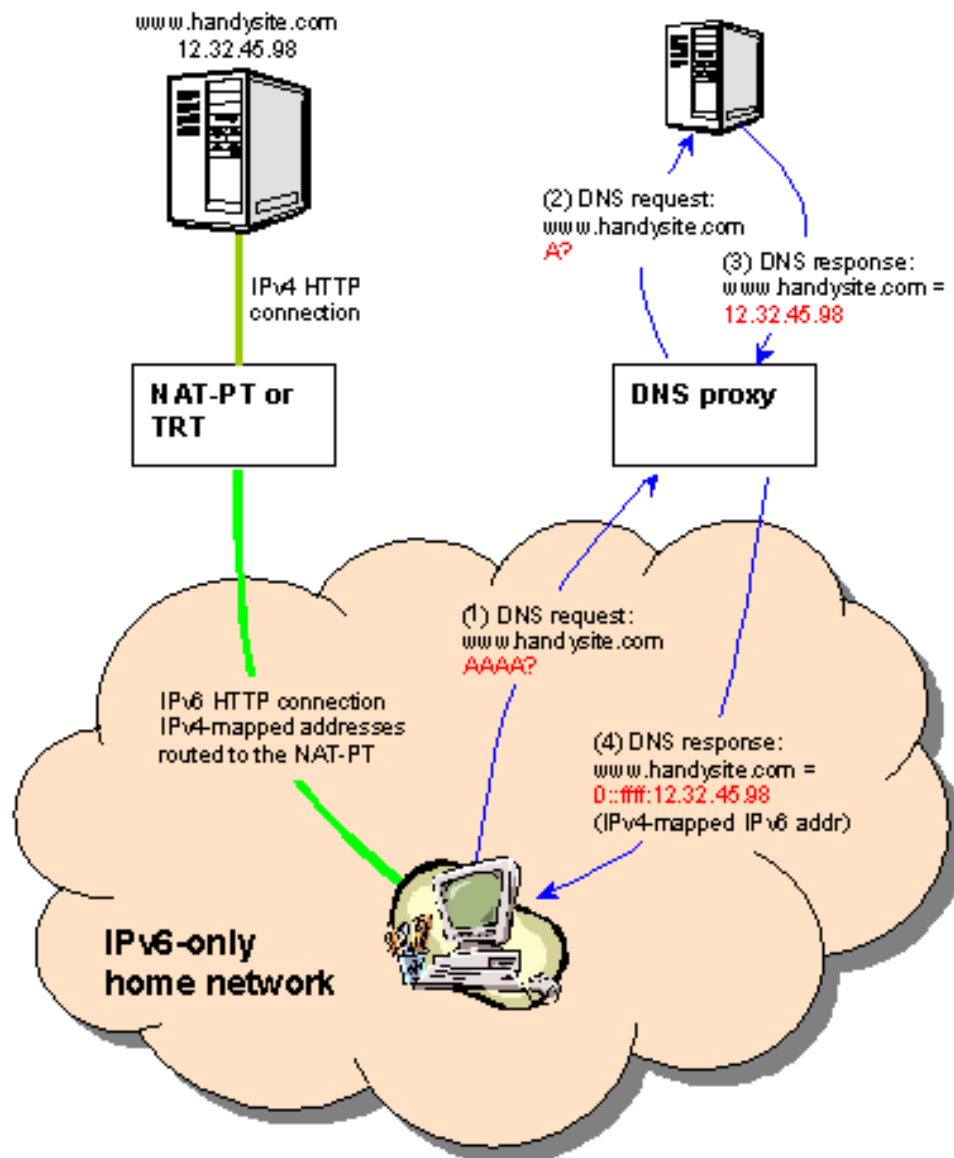 www.handysite.com
12.32.45.98
(2) DNS request:
www.handysite.com
A?
(3) DNS response:
www.handysite.com =
12.32.45.98
IPv4 HTTP
connection
NAT-PT or
TRT
DNS proxy
(1) DNS request:
www.handysite.com
AAAA?
IPv6 HTTP connection
IPv4-mapped addresses
routed to the NAT-PT
(4) DNS response:
www.handysite.com =
0::ffff:12.32.45.98
(IPv4-mapped IPv6 addr)
IPv6-only
home network